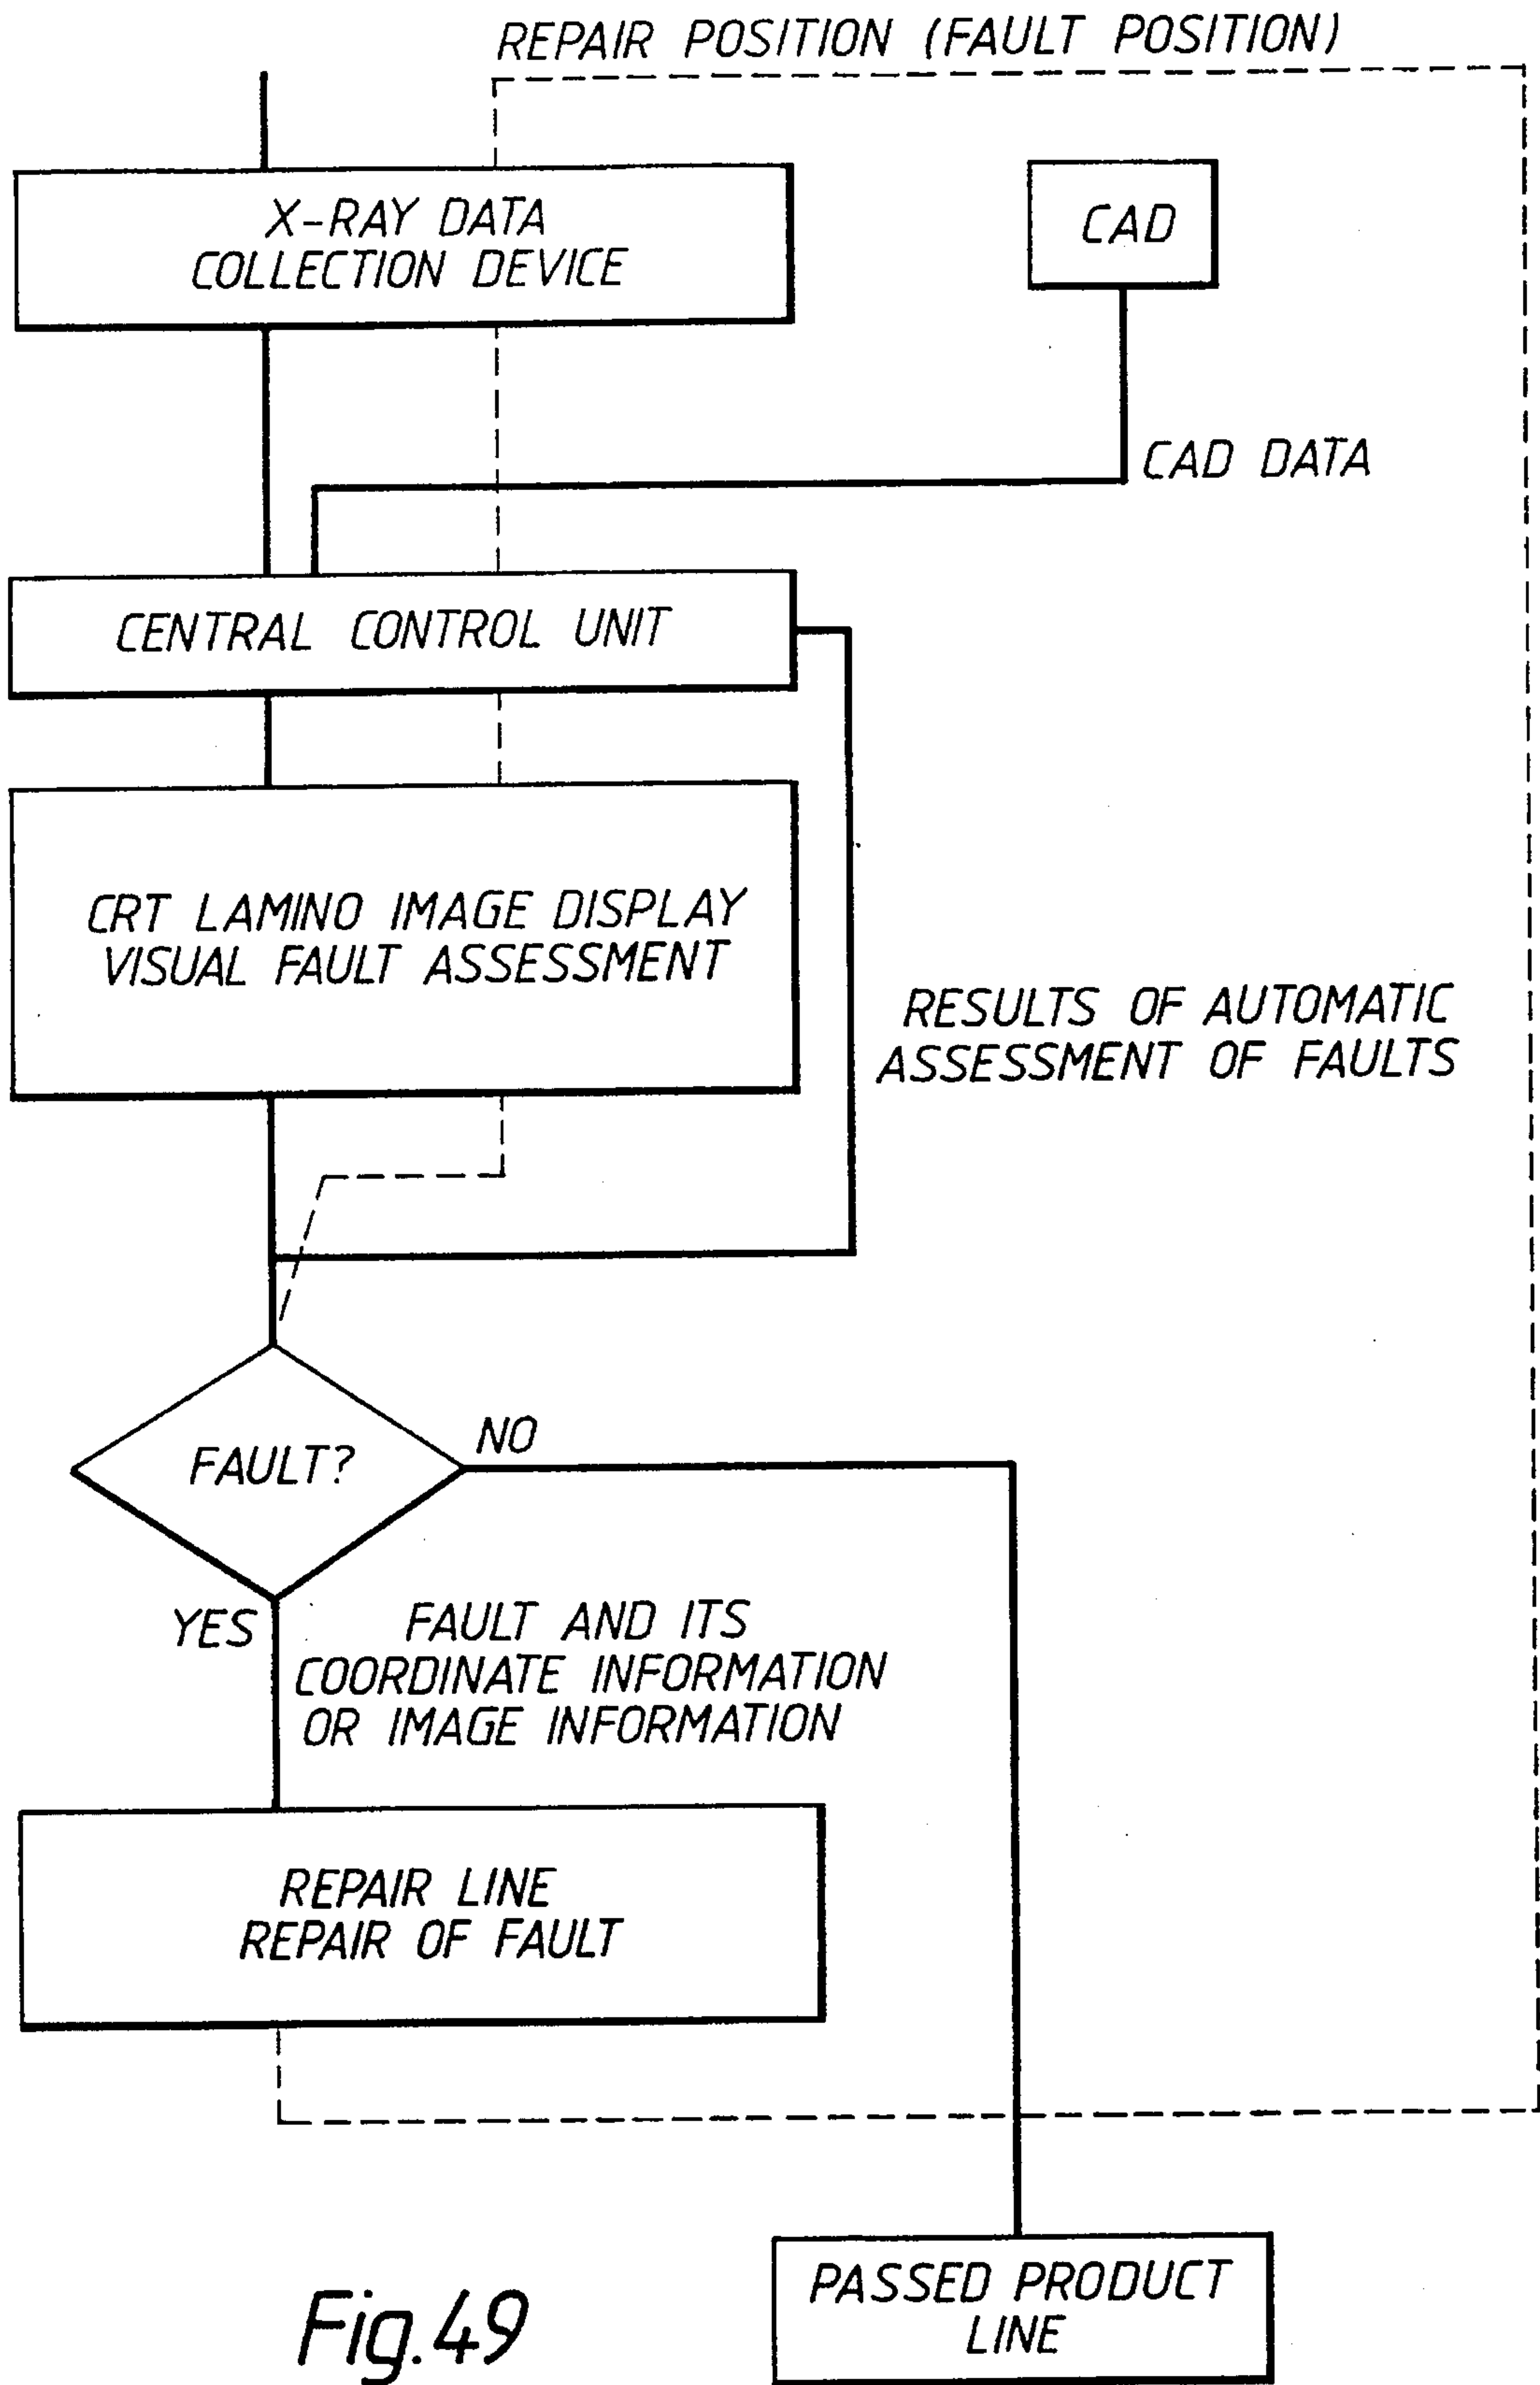 REPAIR POSITION (FAULT POSITION)
X-RAY DATA
COLLECTION DEVICE
CAD
CAD DATA
CENTRAL CONTROL UNIT
CRT LAMINO IMAGE DISPLAY
VISUAL FAULT ASSESSMENT
RESULTS OF AUTOMATIC
ASSESSMENT OF FAULTS
FAULT?
NO
YES
FAULT AND ITS
COORDINATE INFORMATION
OR IMAGE INFORMATION
REPAIR LINE
REPAIR OF FAULT
PASSED PRODUCT
LINE
Fig.49